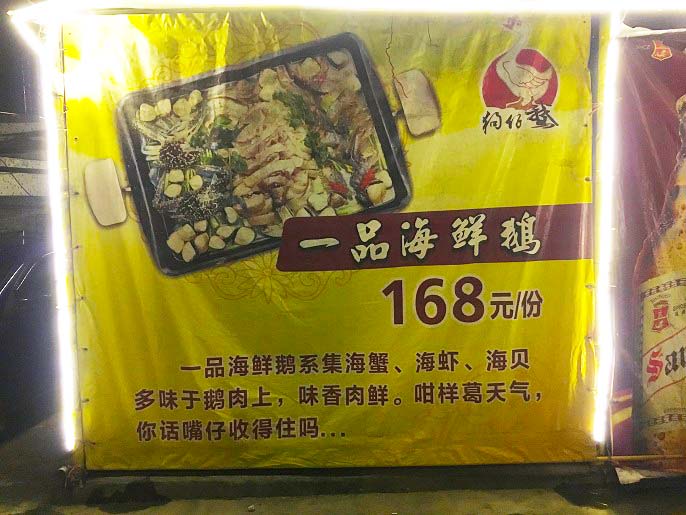 狗仔鵞
一品海鲜鹅
168元/份
一品海鲜鹅系集海蟹、海虾、海贝
多味于鹅肉上，味香肉鲜。咁样葛天气，
你话嘴仔收得住吗...